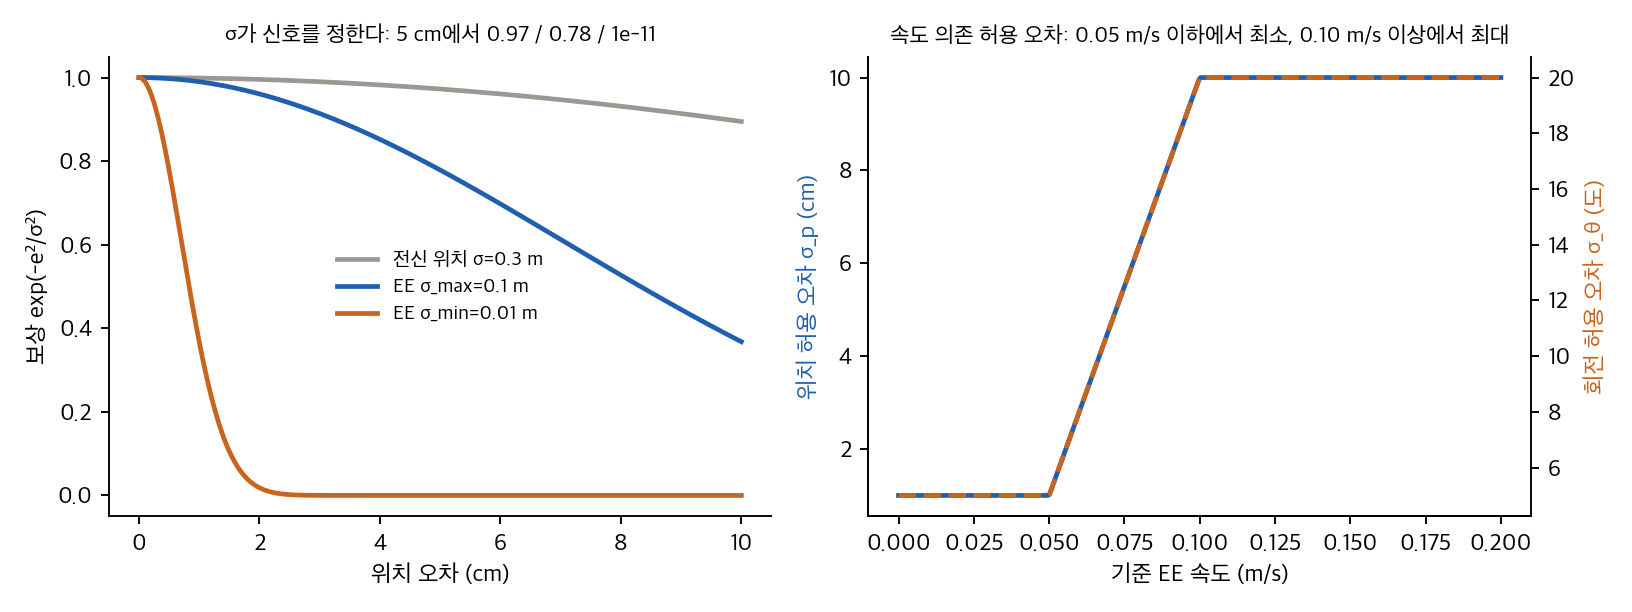 σ가 신호를 정한다: 5 cm에서 0.97 / 0.78 / 1e-11
1.0
0.8
0.6
0.4
0.2
0.0
보상 exp(-e²/σ²)
전신 위치 σ=0.3 m
EE σ_max=0.1 m
EE σ_min=0.01 m
0 2 4 6 8 10
위치 오차 (cm)
속도 의존 허용 오차: 0.05 m/s 이하에서 최소, 0.10 m/s 이상에서 최대
10
8
6
4
2
위치 허용 오차 σ_p (cm)
20
18
16
14
12
10
8
6
회전 허용 오차 σ_θ (도)
0.000 0.025 0.050 0.075 0.100 0.125 0.150 0.175 0.200
기준 EE 속도 (m/s)